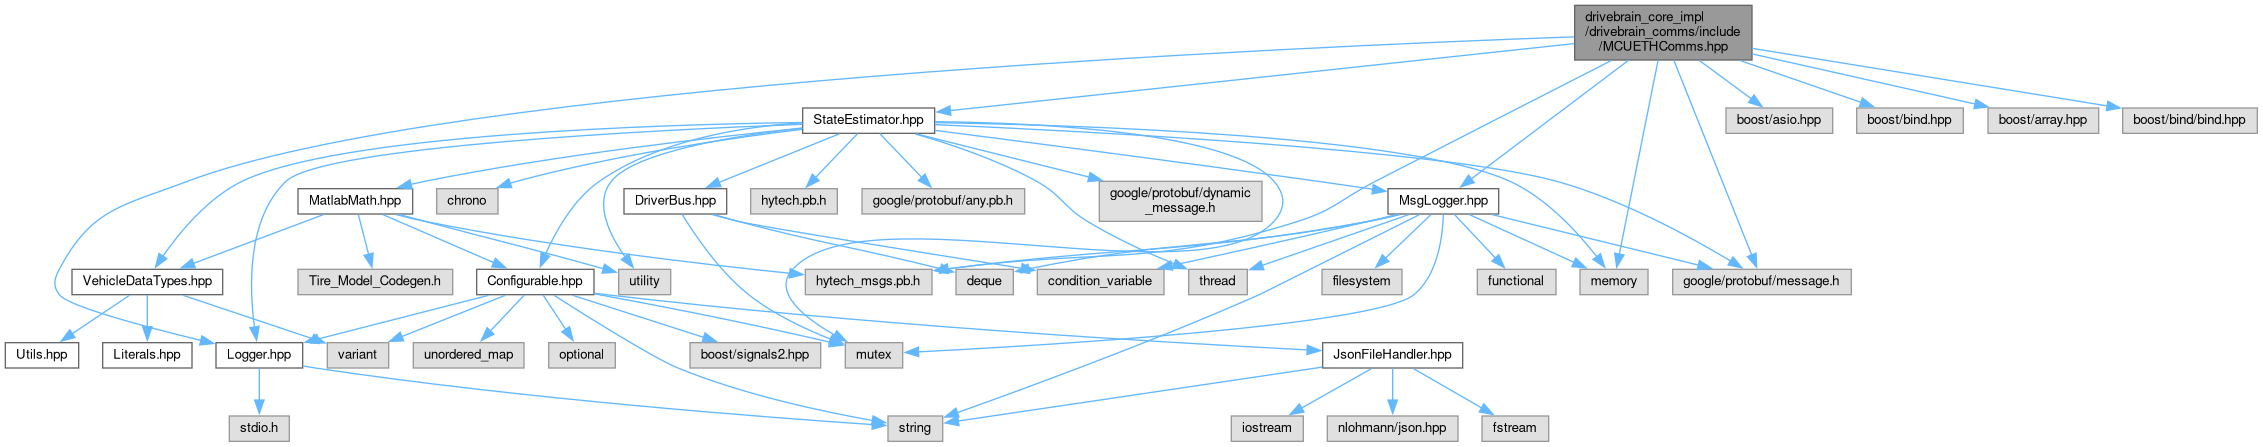 drivebrain_core_impl
/drivebrain_comms/include
/MCUETHComms.hpp
StateEstimator.hpp
boost/asio.hpp
boost/bind.hpp
boost/array.hpp
boost/bind/bind.hpp
MatlabMath.hpp
chrono
DriverBus.hpp
hytech.pb.h
google/protobuf/any.pb.h
google/protobuf/dynamic
_message.h
MsgLogger.hpp
VehicleDataTypes.hpp
Tire_Model_Codegen.h
Configurable.hpp
utility
hytech_msgs.pb.h
deque
condition_variable
thread
filesystem
functional
memory
google/protobuf/message.h
Utils.hpp
Literals.hpp
Logger.hpp
variant
unordered_map
optional
boost/signals2.hpp
mutex
JsonFileHandler.hpp
stdio.h
string
iostream
nlohmann/json.hpp
fstream